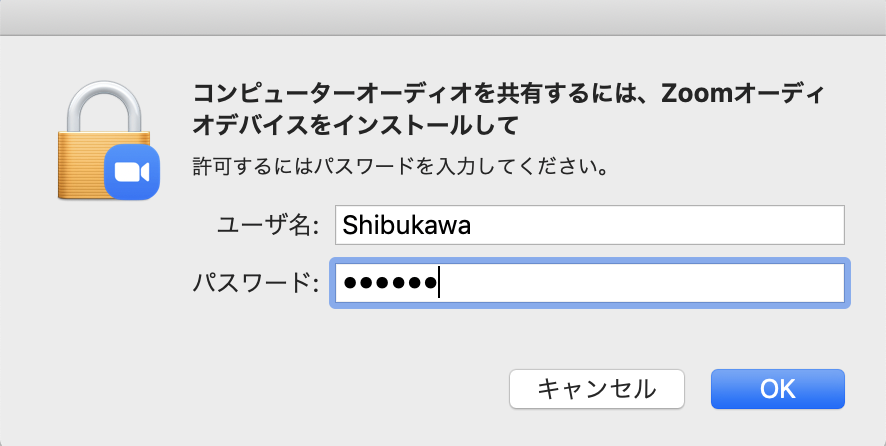 コンピューターオーディオを共有するには、Zoomオーディ
オデバイスをインストールして
許可するにはパスワードを入力してください。
ユーザ名: Shibukawa
パスワード: ●●●●●●
キャンセル OK